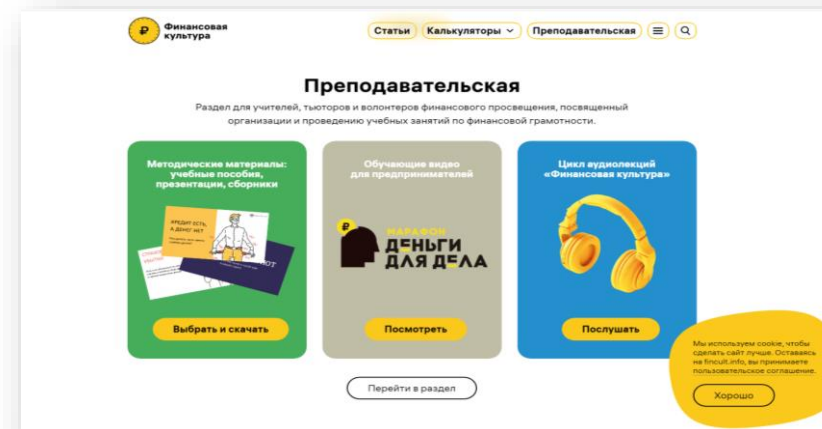 Финансовая
культура
Статьи
Калькуляторы
Преподавательская
Преподавательская
Раздел для учителей, тьюторов и волонтеров финансового просвещения, посвященный
организации и проведению учебных занятий по финансовой грамотности.
Методические материалы:
учебные пособия,
презентации, сборники
КРЕДИТ ЕСТЬ,
А ДЕНЕГ НЕТ
Выбрать и скачать
Обучающие видео
для предпринимателей
МАРАФОН
ДЕНЬГИ
ДЛЯ ДЕЛА
Посмотреть
Цикл аудиолекций
«Финансовая культура»
Послушать
Перейти в раздел
Мы используем cookie, чтобы
сделать сайт лучше. Оставаясь
на fincult.info, вы принимаете
пользовательское соглашение.
Хорошо